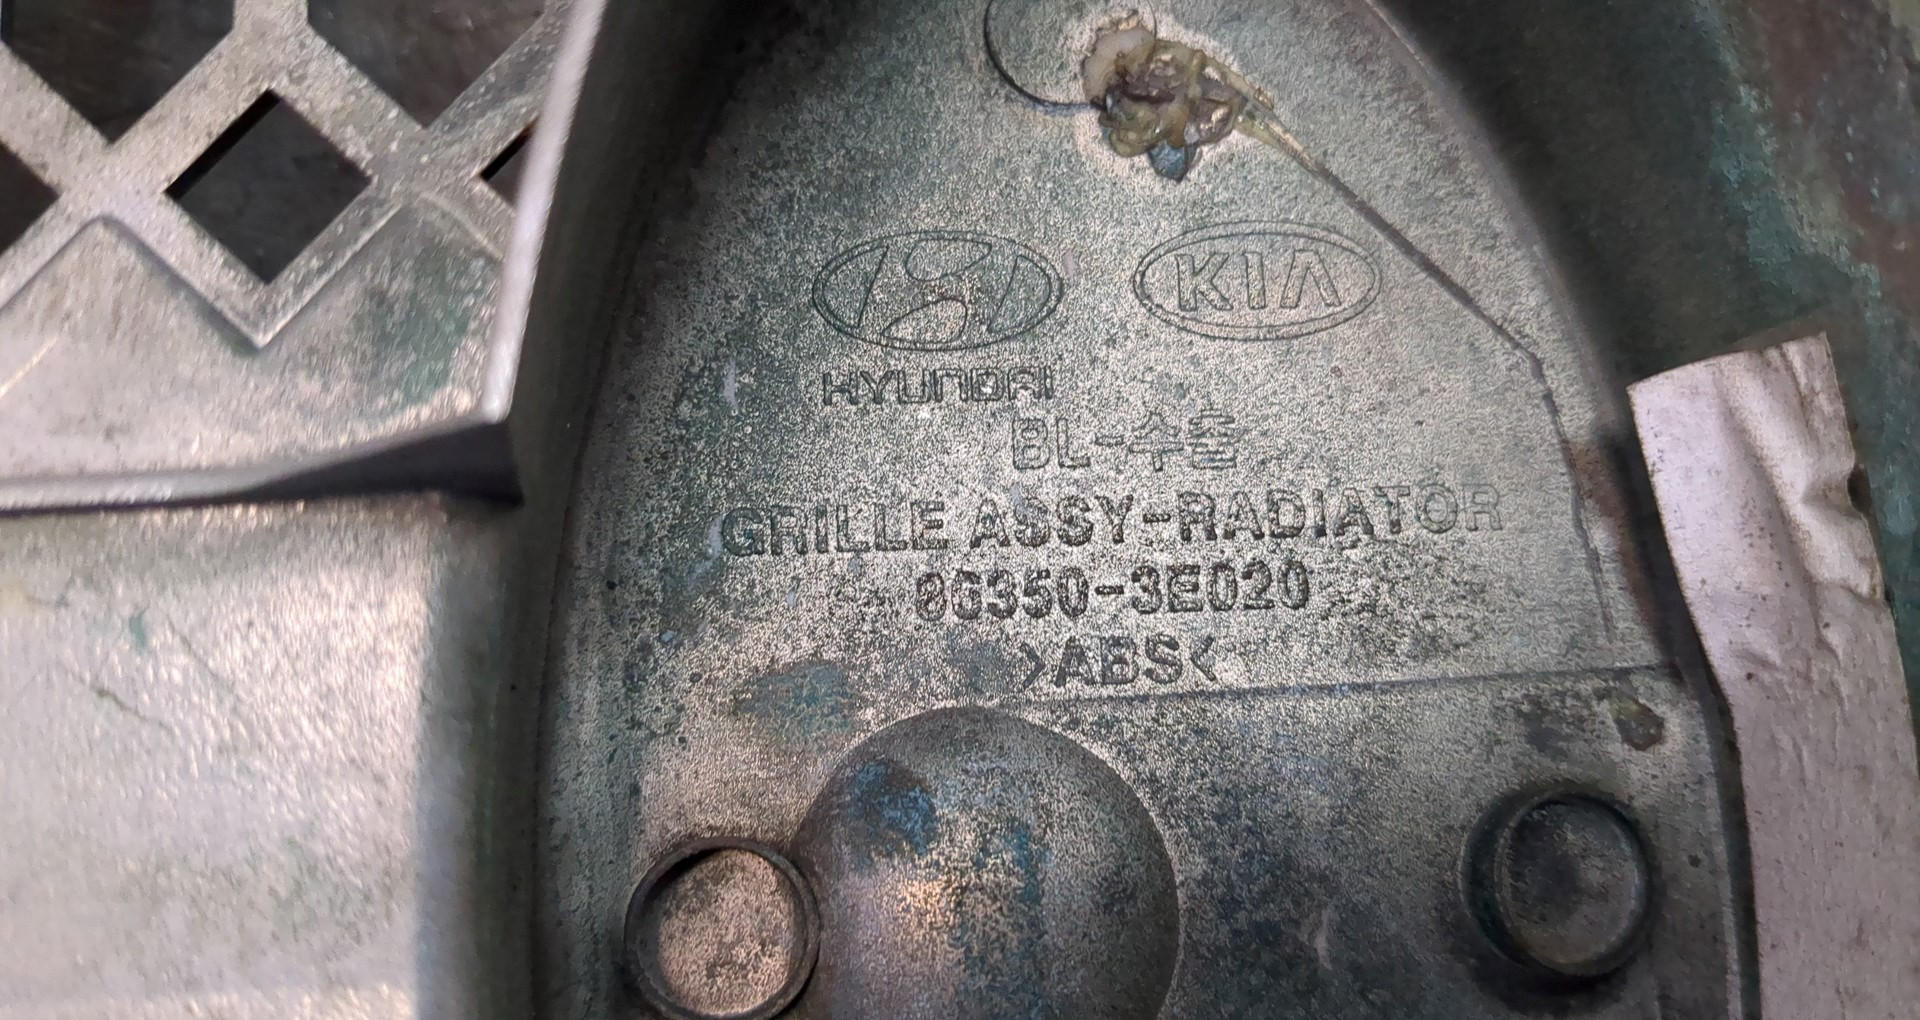 KIA
HYUNDAI
BL-수출
GRILLE ASSY-RADIATOR
86350-3E020
>ABS<